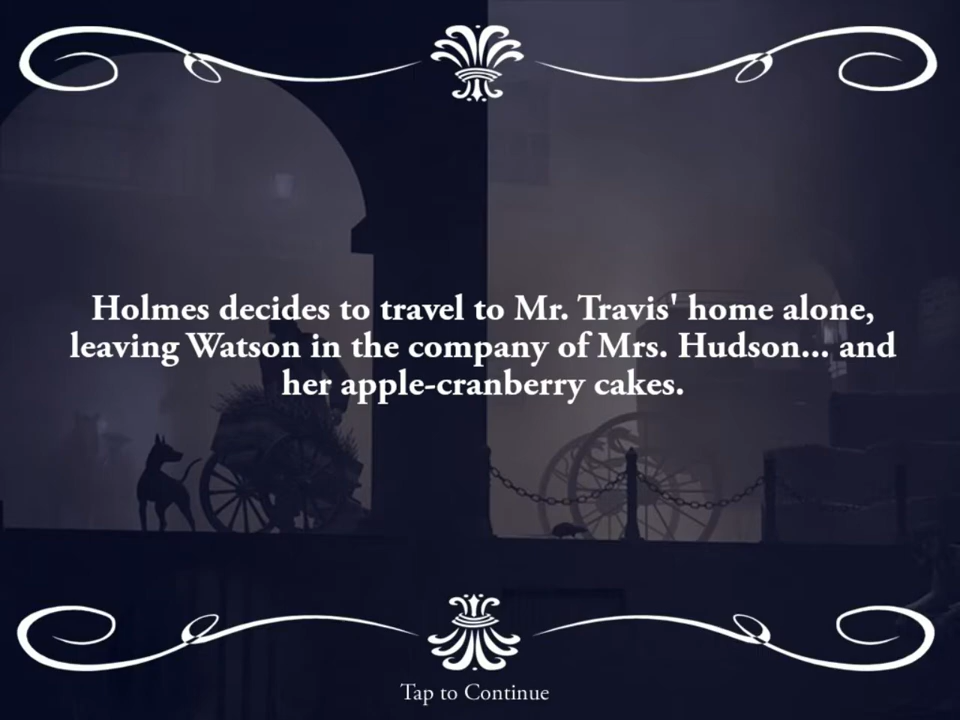 Holmes decides to travel to Mr. Travis' home alone,
leaving Watson in the company of Mrs. Hudson... and
her apple-cranberry cakes.
Tap to Continue